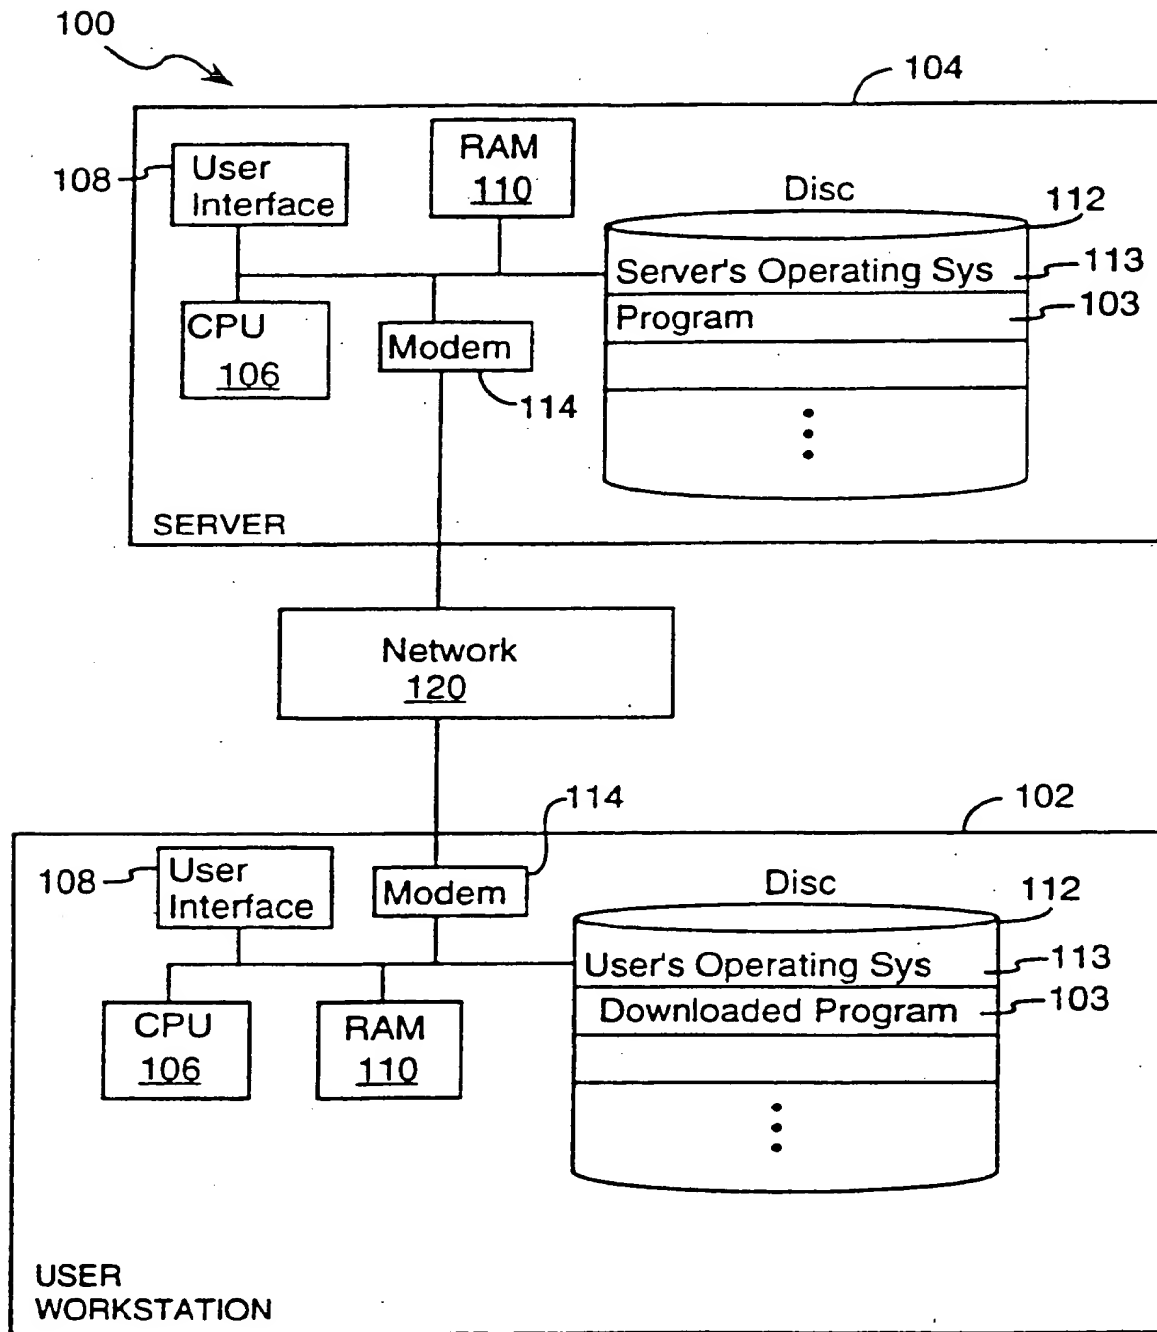 100
104
108
User
Interface
RAM
110
Disc
112
Server's Operating Sys
113
Program
103
CPU
106
Modem
114
SERVER
Network
120
114
102
108
User
Interface
Modem
Disc
112
User's Operating Sys
113
Downloaded Program
103
CPU
106
RAM
110
USER
WORKSTATION